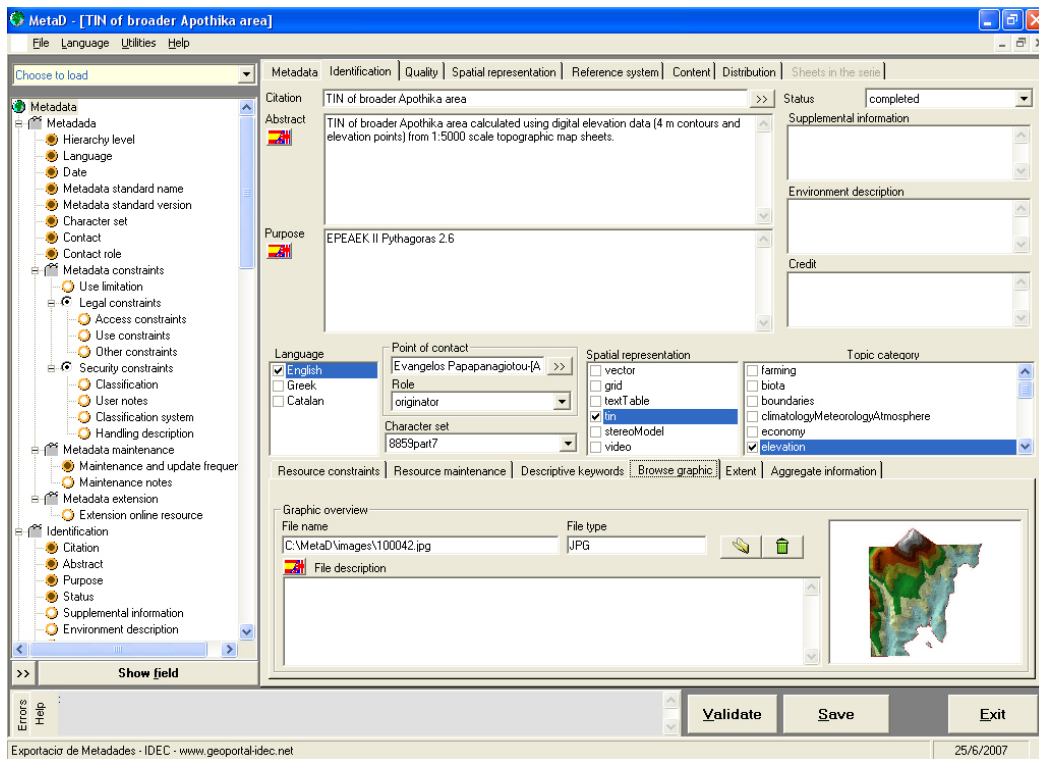 MetaD - [TIN of broader Apothika area]
File Language Utilities Help
Choose to load
Metadata
Metadada
Hierarchy level
Language
Date
Metadata standard name
Metadata standard version
Character set
Contact
Contact role
Metadata constraints
Use limitation
Legal constraints
Access constraints
Use constraints
Other constraints
Security constraints
Classification
User notes
Classification system
Handling description
Metadata maintenance
Maintenance and update frequer
Maintenance notes
Metadata extension
Extension online resource
Identification
Citation
Abstract
Purpose
Status
Supplemental information
Environment description
>> Show field
Metadata Identification Quality Spatial representation Reference system Content Distribution Sheets in the serie
Citation TIN of broader Apothika area >> Status completed
Abstract
TIN of broader Apothika area calculated using digital elevation data (4 m contours and
elevation points) from 1:5000 scale topographic map sheets.
Supplemental information
Environment description
Purpose
EPEAEK II Pythagoras 2.6
Credit
Language
English
Greek
Catalan
Point of contact
Evangelos Papapanagiotou-[A >>
Role
originator
Character set
8859part7
Spatial representation
vector
grid
textTable
tin
stereoModel
video
Topic category
farming
biota
boundaries
climatologyMeteorologyAtmosphere
economy
elevation
Resource constraints Resource maintenance Descriptive keywords Browse graphic Extent Aggregate information
Graphic overview
File name File type
C:\MetaD\images\100042.jpg JPG
File description
Errors
Help
Validate Save Exit
Exportacior de Metadades - IDEC - www.geoportal-idec.net 25/6/2007